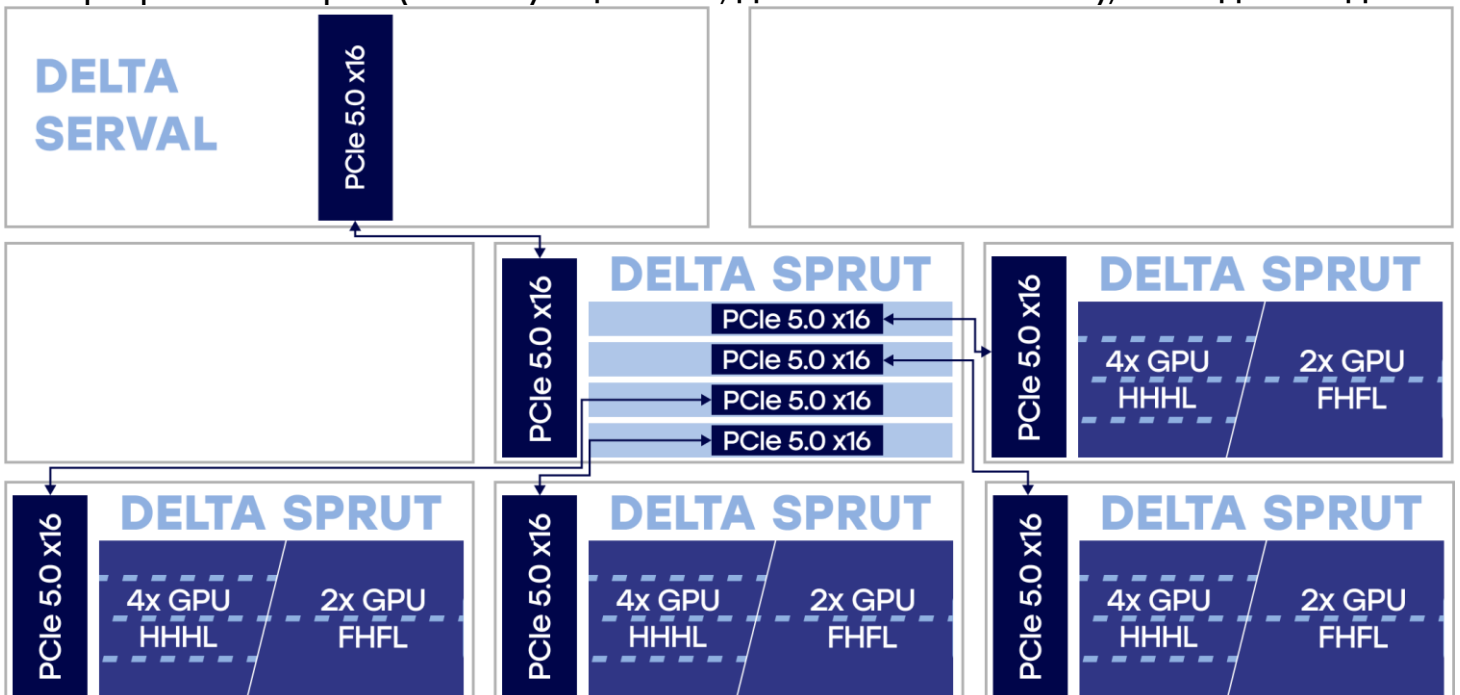 DELTA
SERVAL
PCIe 5.0 x16
PCIe 5.0 x16
DELTA SPRUT
PCIe 5.0 x16
PCIe 5.0 x16
PCIe 5.0 x16
PCIe 5.0 x16
PCIe 5.0 x16
DELTA SPRUT
4x GPU
HHHL
2x GPU
FHFL
PCIe 5.0 x16
DELTA SPRUT
4x GPU
HHHL
2x GPU
FHFL
PCIe 5.0 x16
DELTA SPRUT
4x GPU
HHHL
2x GPU
FHFL
PCIe 5.0 x16
DELTA SPRUT
4x GPU
HHHL
2x GPU
FHFL